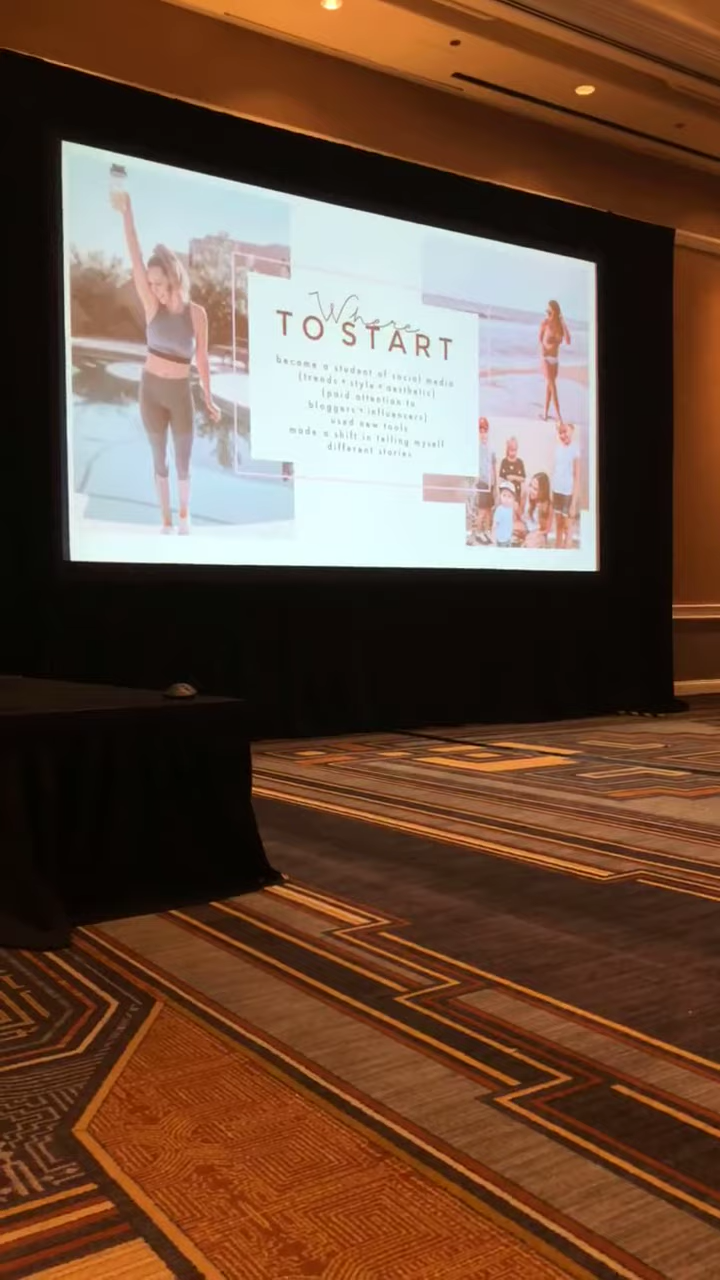 Where
TO START
become a student of social media
(trends + style + aesthetic)
(paid attention to
bloggers + influencers)
used new tools
made a shift in telling myself
different stories